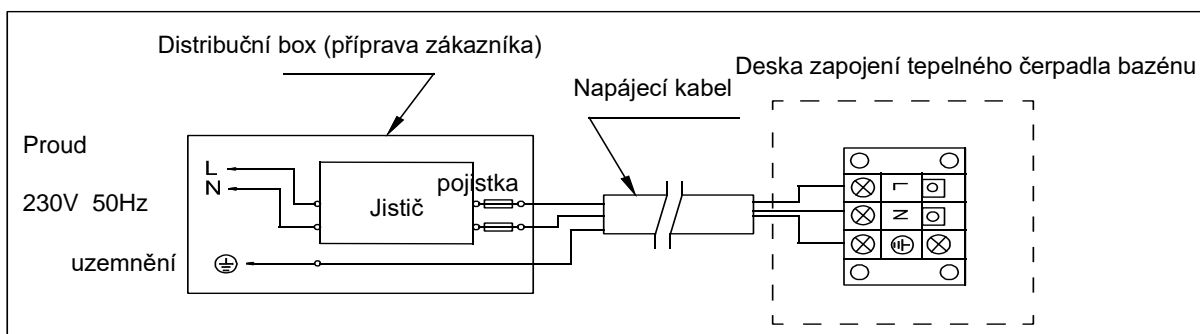 Distribuční box (příprava zákazníka)
Deska zapojení tepelného čerpadla bazénu
Napájecí kabel
Proud
L
N
230V 50Hz
Jistič
pojistka
uzemnění
L
N